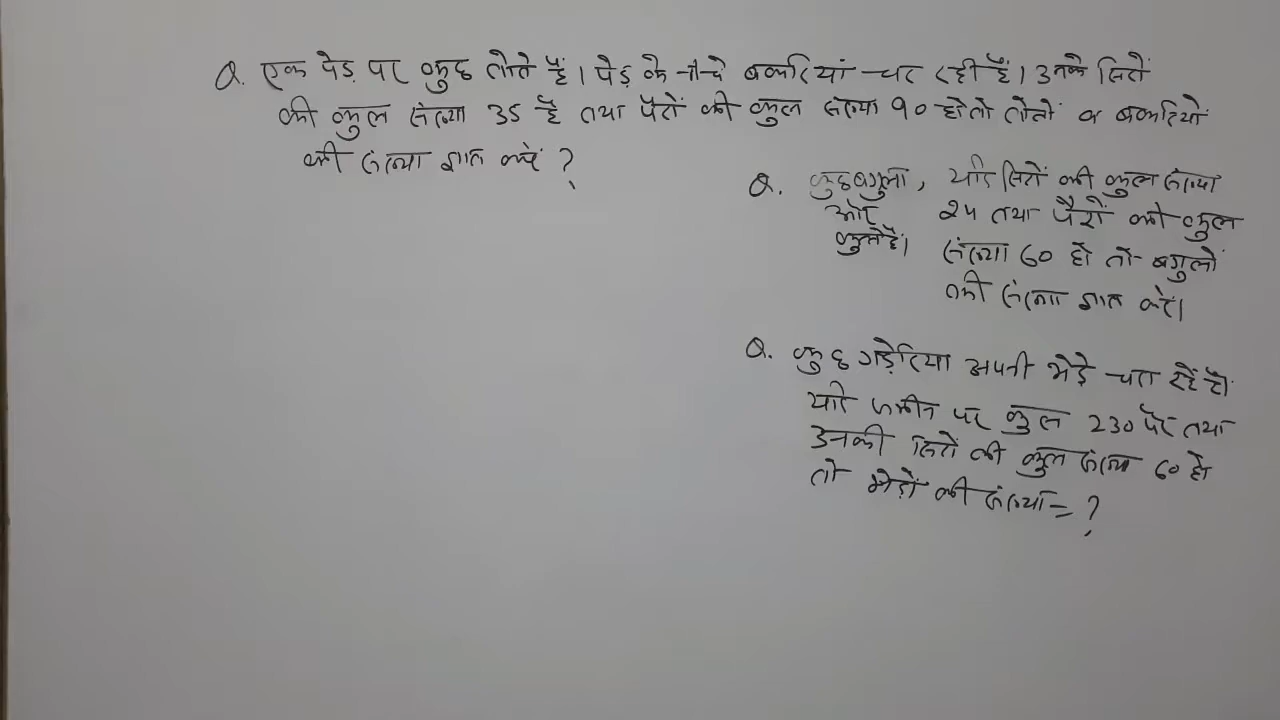 Q. एक पेड़ पर कुछ तोते हैं। पेड़ के नीचे बकरियां चर रही हैं। उनके सिरों
की कुल संख्या 35 है तथा पैरों की कुल संख्या 90 हो तो तोतों व बकरियों
की संख्या ज्ञात करें ?
Q. कुछ बगुला, यदि सिरों की कुल संख्या
और 25 तथा पैरों की कुल
कुत्ते हैं। संख्या 60 हो तो बगुलों
की संख्या ज्ञात करें।
Q. कुछ गड़ेरिया अपनी भेड़े चरा रहें हैं।
यदि जमीन पर कुल 230 पैर तथा
उनकी सिरों की कुल संख्या 60 हो
तो भेड़ों की संख्या = ?